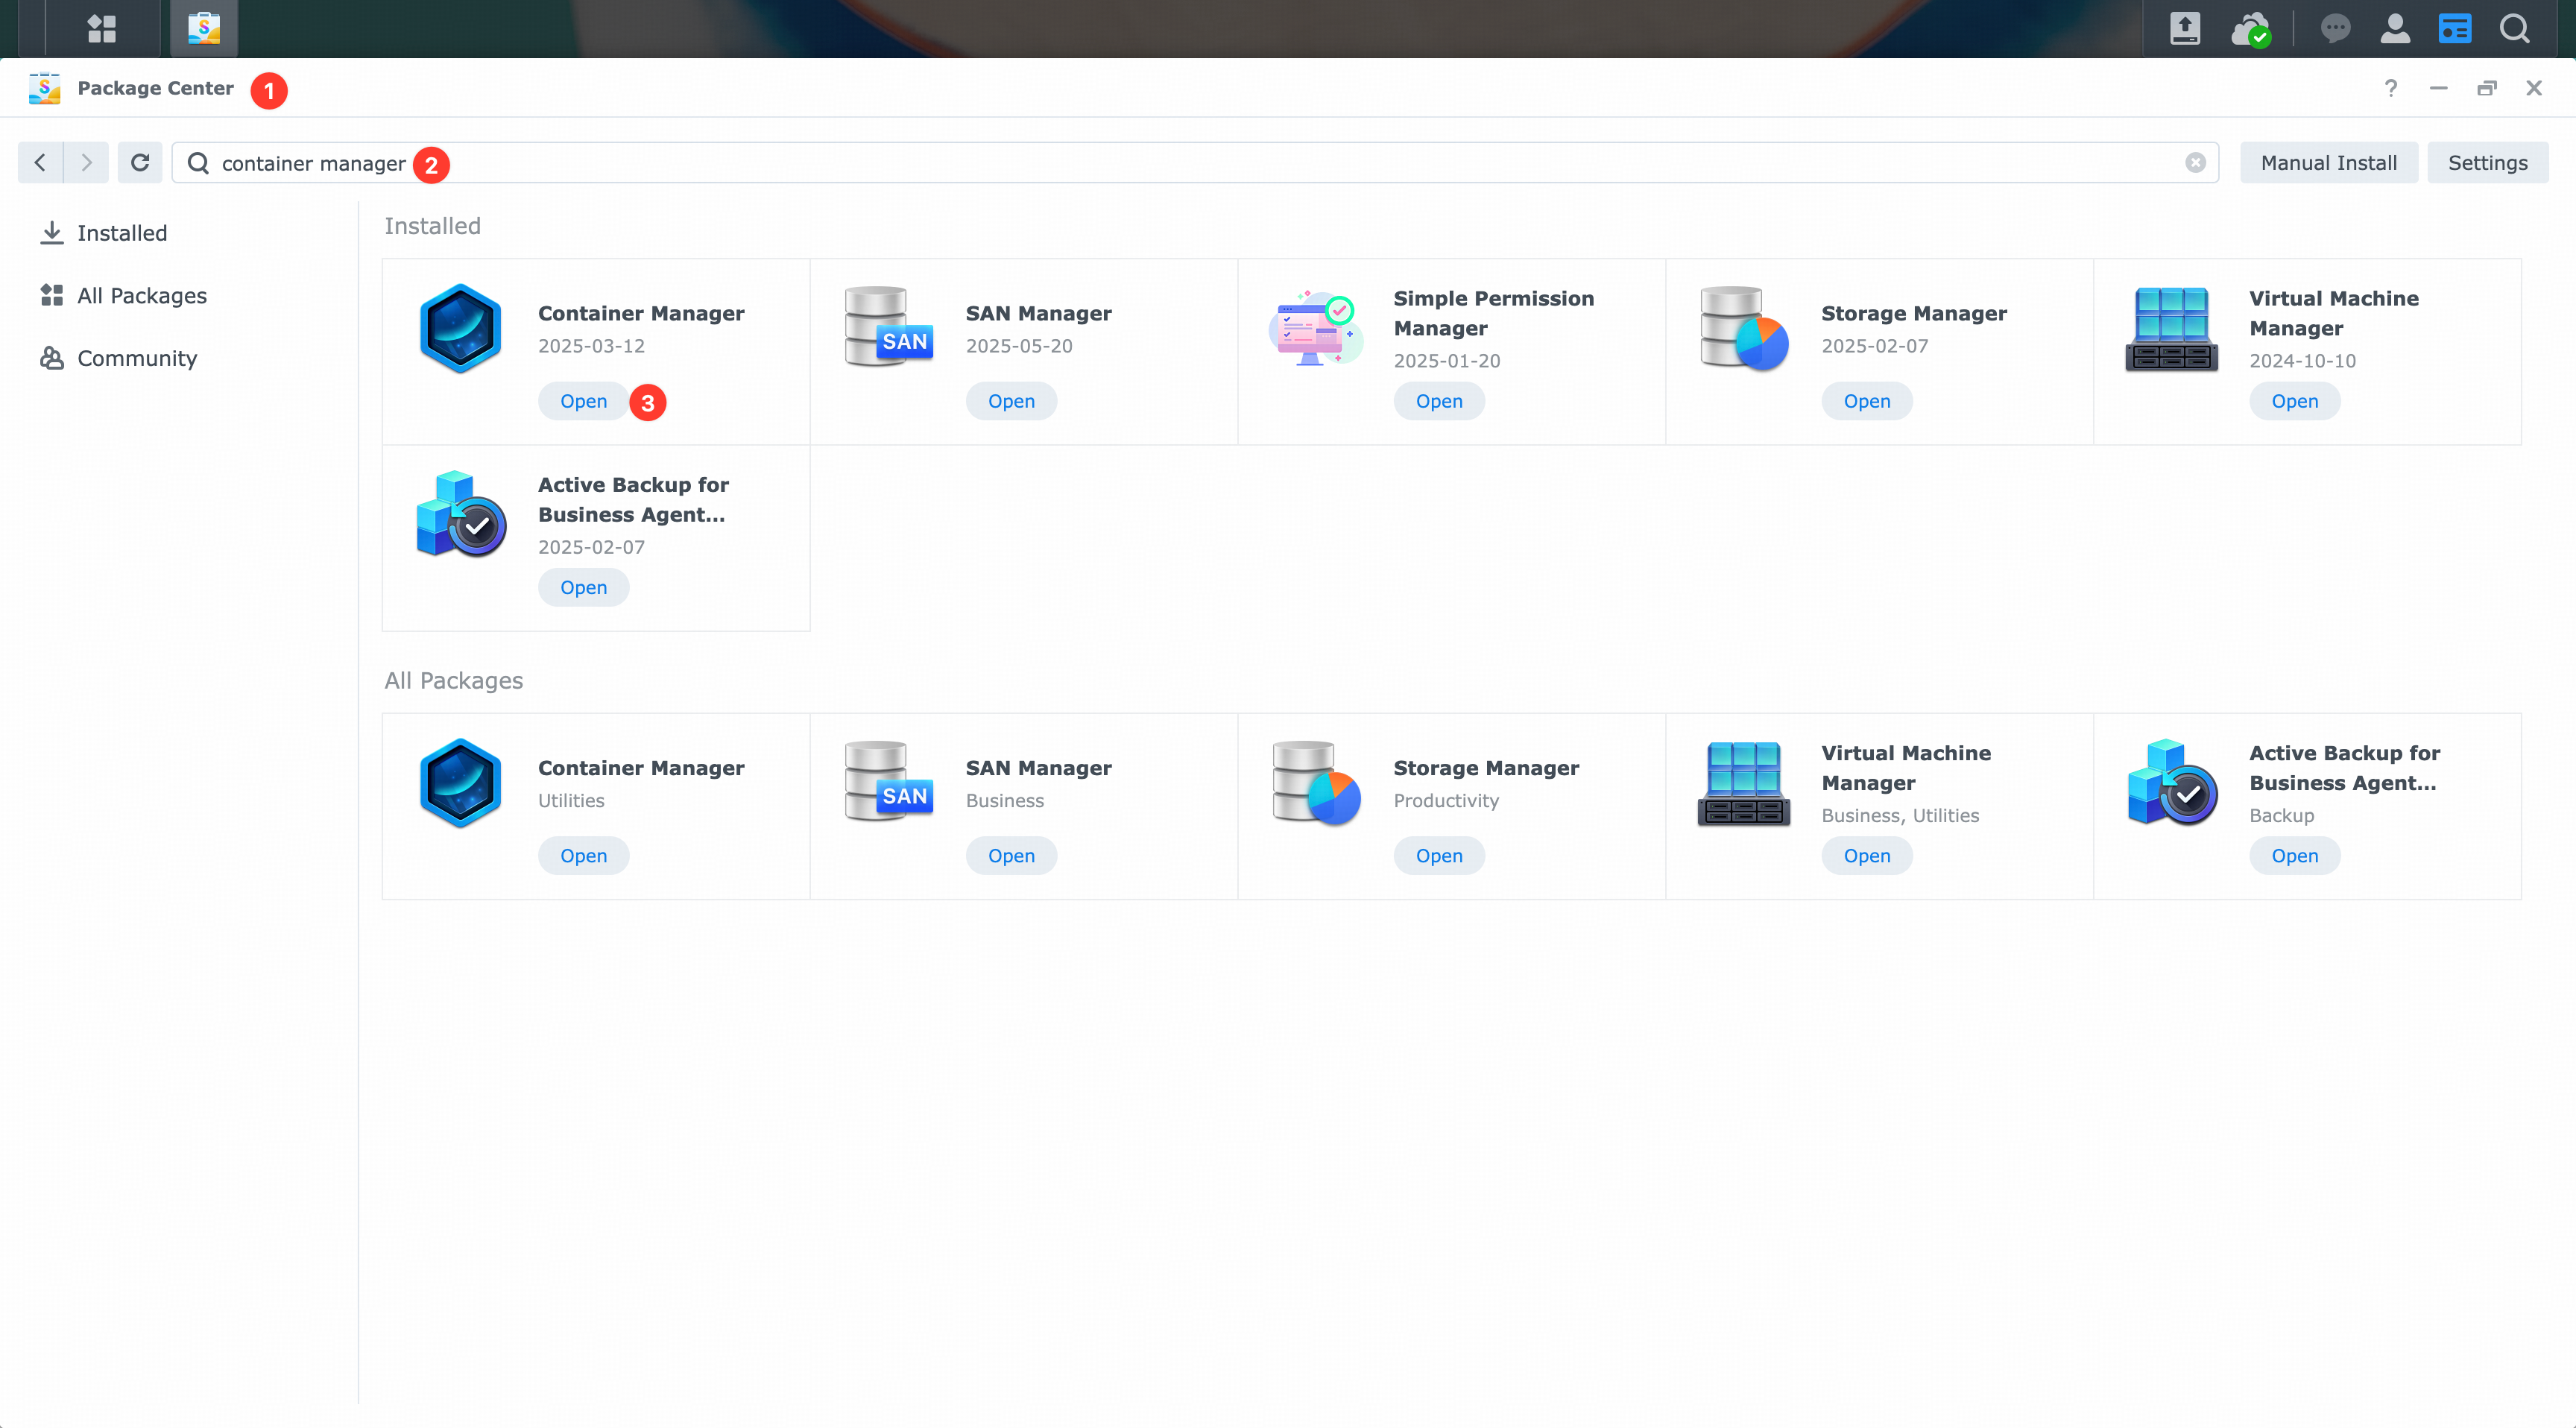 Package Center 1
container manager 2
Manual Install
Settings
Installed
All Packages
Community
Installed
Container Manager
2025-03-12
Open 3
SAN
SAN Manager
2025-05-20
Open
Simple Permission
Manager
2025-01-20
Open
Storage Manager
2025-02-07
Open
Virtual Machine
Manager
2024-10-10
Open
Active Backup for
Business Agent...
2025-02-07
Open
All Packages
Container Manager
Utilities
Open
SAN
SAN Manager
Business
Open
Storage Manager
Productivity
Open
Virtual Machine
Manager
Business, Utilities
Open
Active Backup for
Business Agent...
Backup
Open